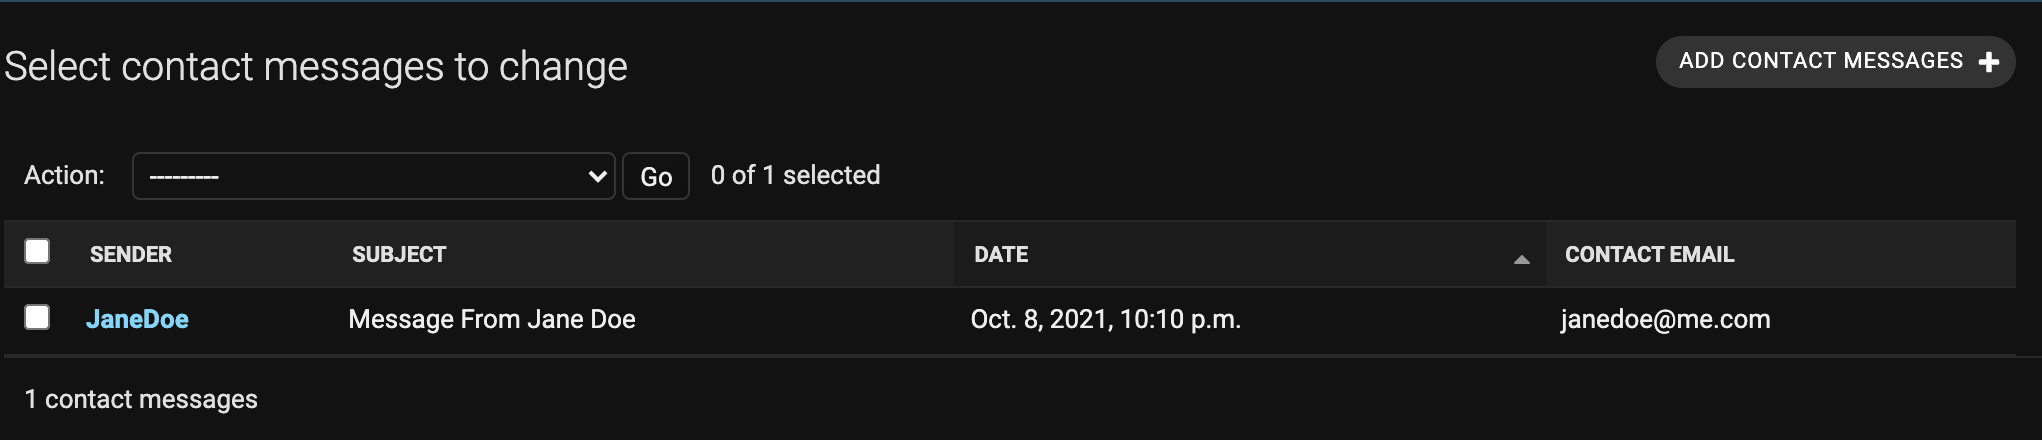 Select contact messages to change
ADD CONTACT MESSAGES +
Action: --------- Go 0 of 1 selected
SENDER SUBJECT DATE CONTACT EMAIL
JaneDoe Message From Jane Doe Oct. 8, 2021, 10:10 p.m. janedoe@me.com
1 contact messages